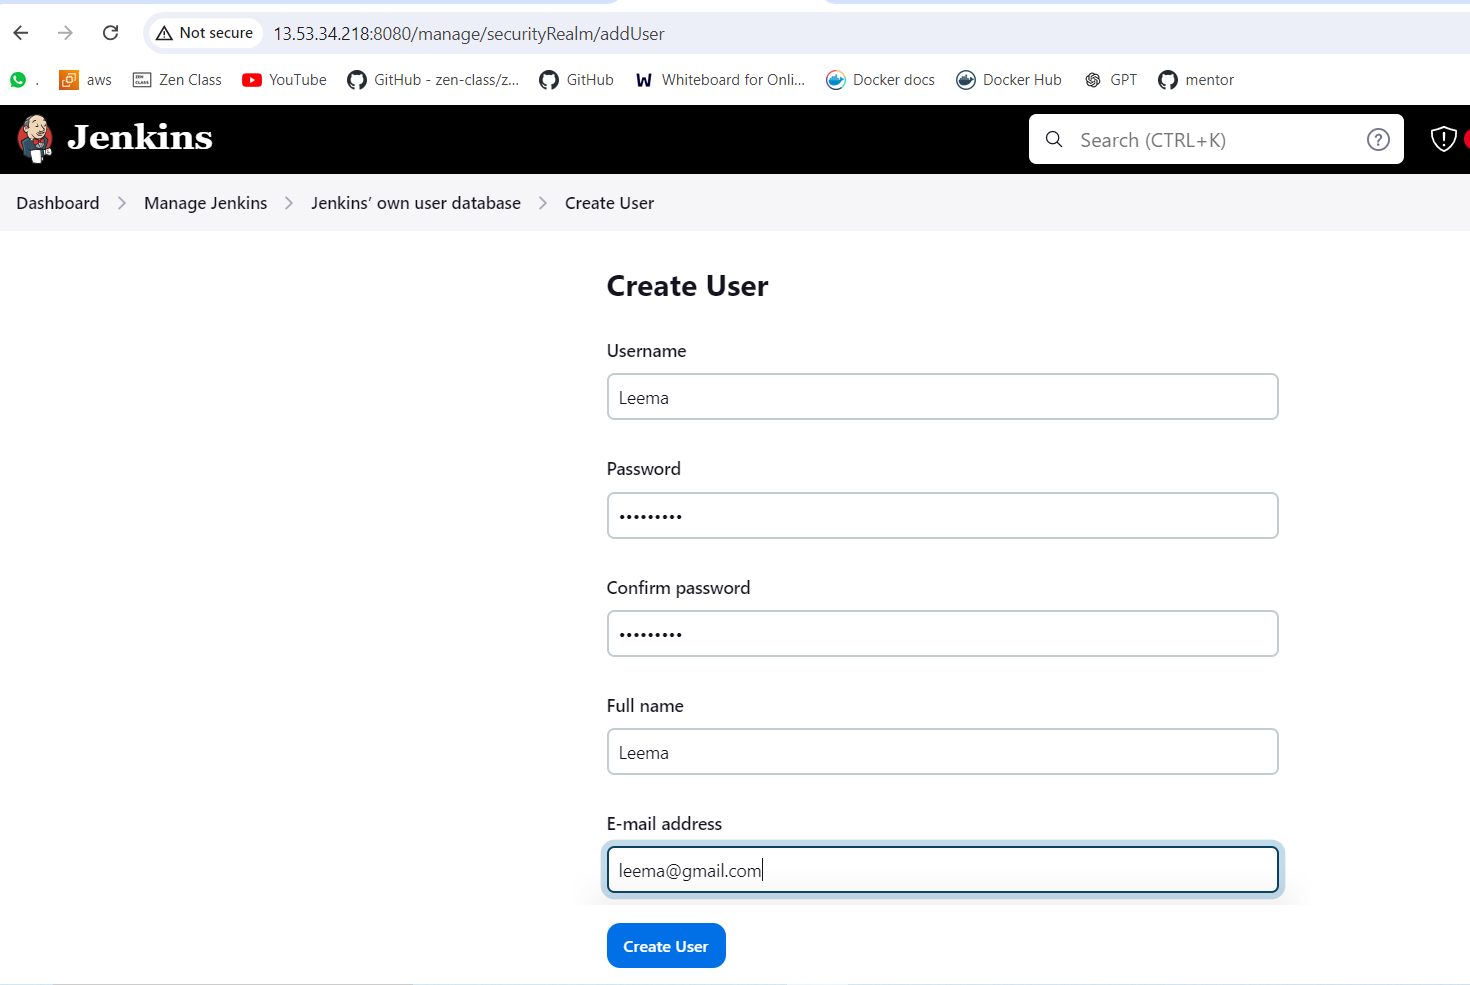 Not secure 13.53.34.218:8080/manage/securityRealm/addUser
. aws Zen Class YouTube GitHub - zen-class/z... GitHub Whiteboard for Onli... Docker docs Docker Hub GPT mentor
Jenkins Search (CTRL+K) ?
Dashboard > Manage Jenkins > Jenkins’ own user database > Create User
Create User
Username
Leema
Password
•••••••••
Confirm password
•••••••••
Full name
Leema
E-mail address
leema@gmail.com
Create User